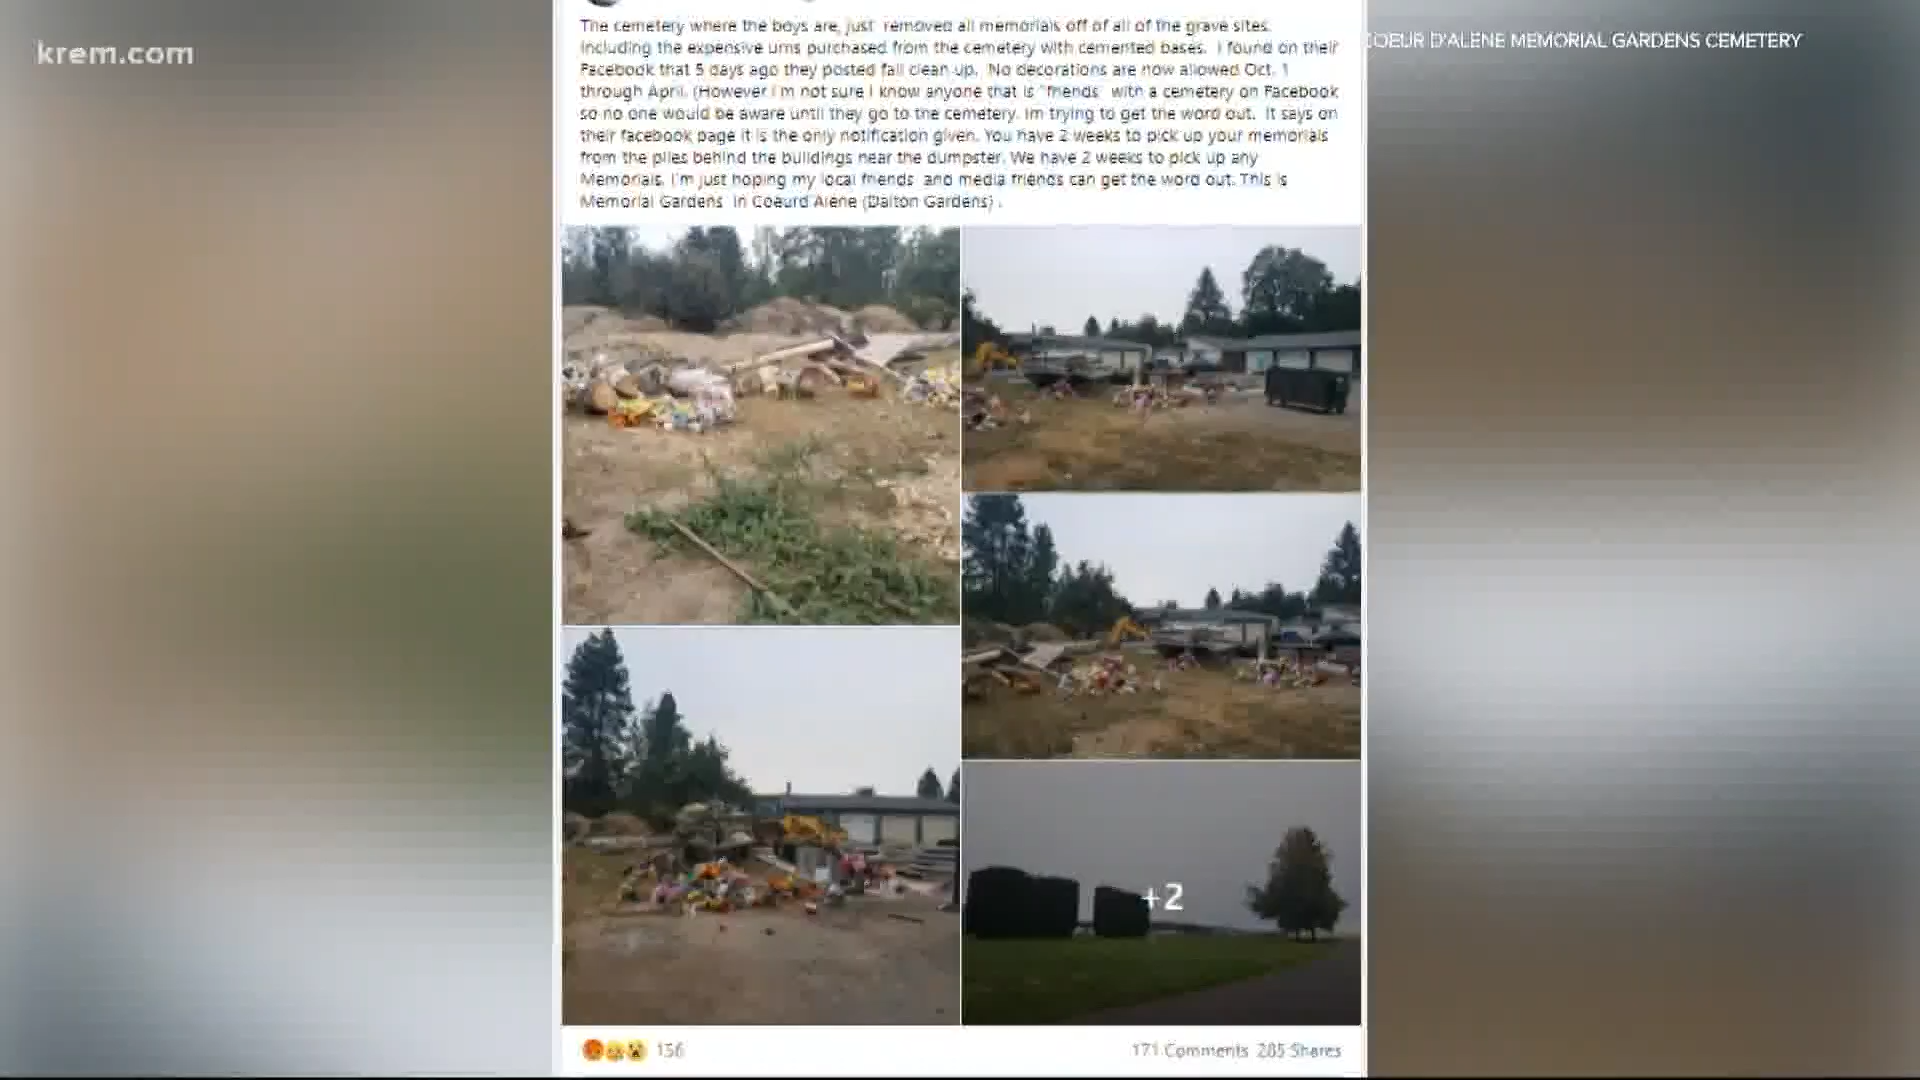 krem.com
COEUR D'ALENE MEMORIAL GARDENS CEMETERY
The cemetery where the boys are, just removed all memorials off of all of the grave sites.
Including the expensive urns purchased from the cemetery with cemented bases. I found on their
Facebook that 5 days ago they posted fall clean up. No decorations are now allowed Oct. 1
through April. (However I'm not sure I know anyone that is "friends" with a cemetery on Facebook
so no one would be aware until they go to the cemetery. Im trying to get the word out. It says on
their facebook page it is the only notification given. You have 2 weeks to pick up your memorials
from the piles behind the buildings near the dumpster. We have 2 weeks to pick up any
Memorials. I'm just hoping my local friends and media friends can get the word out. This is
Memorial Gardens in Coeurd Alene (Dalton Gardens) .
+2
156
171 Comments 285 Shares